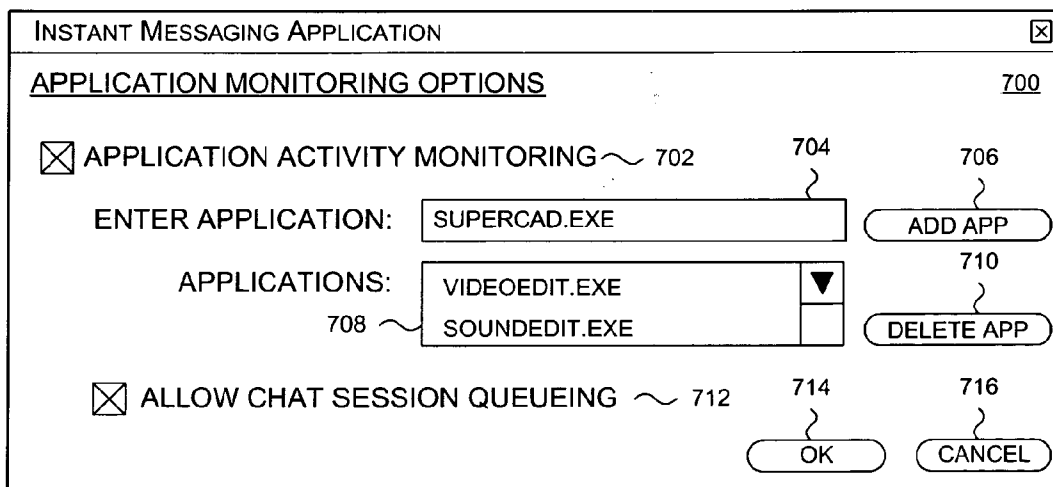 INSTANT MESSAGING APPLICATION
APPLICATION MONITORING OPTIONS 700
APPLICATION ACTIVITY MONITORING 702 704 706
ENTER APPLICATION: SUPERCAD.EXE ADD APP
710
APPLICATIONS: VIDEOEDIT.EXE
708 SOUNDEDIT.EXE DELETE APP
ALLOW CHAT SESSION QUEUEING 712 714 716
OK CANCEL